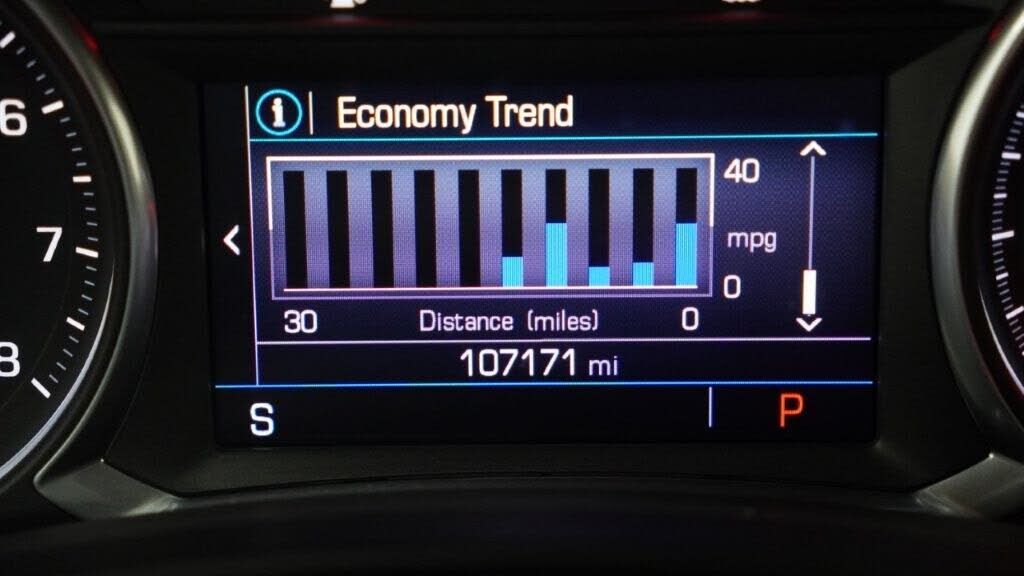 i Economy Trend
40
mpg
0
30 Distance (miles) 0
107171 mi
S P
6
7
8